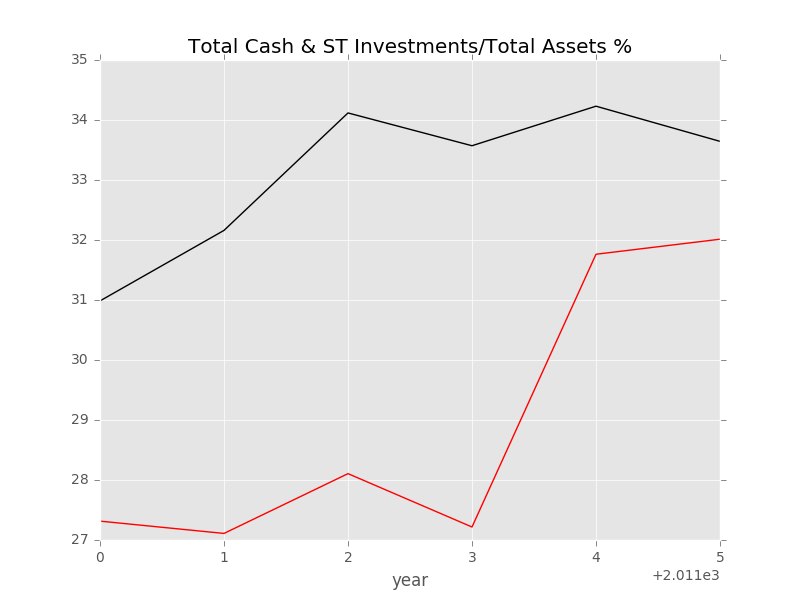 Total Cash & ST Investments/Total Assets %
35
34
33
32
31
30
29
28
27
0 1 2 3 4 5
+2.011e3
year